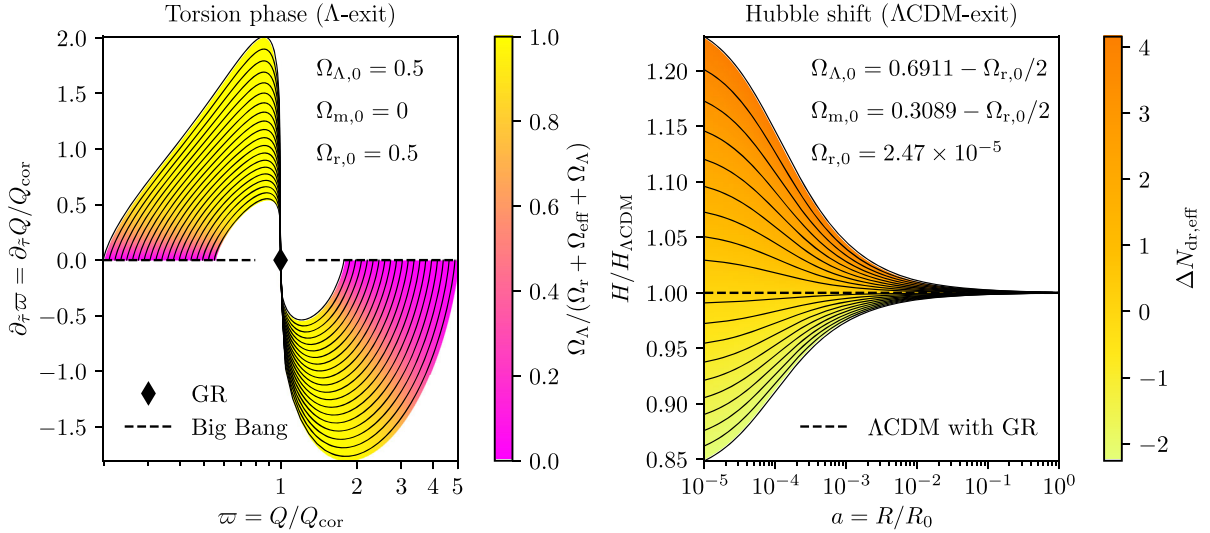 Torsion phase (Λ-exit)
2.0
1.5
1.0
0.5
0.0
−0.5
−1.0
−1.5
∂_τ̃ ϖ = ∂_τ̃ Q/Q_cor
Ω_Λ,0 = 0.5
Ω_m,0 = 0
Ω_r,0 = 0.5
GR
Big Bang
1
2
3
4
5
ϖ = Q/Q_cor
1.0
0.8
0.6
0.4
0.2
0.0
Ω_Λ/(Ω_r + Ω_eff + Ω_Λ)
Hubble shift (ΛCDM-exit)
1.20
1.15
1.10
1.05
1.00
0.95
0.90
0.85
H/H_ΛCDM
Ω_Λ,0 = 0.6911 − Ω_r,0/2
Ω_m,0 = 0.3089 − Ω_r,0/2
Ω_r,0 = 2.47 × 10⁻⁵
ΛCDM with GR
10⁻⁵
10⁻⁴
10⁻³
10⁻²
10⁻¹
10⁰
a = R/R₀
4
3
2
1
0
−1
−2
ΔN_dr,eff